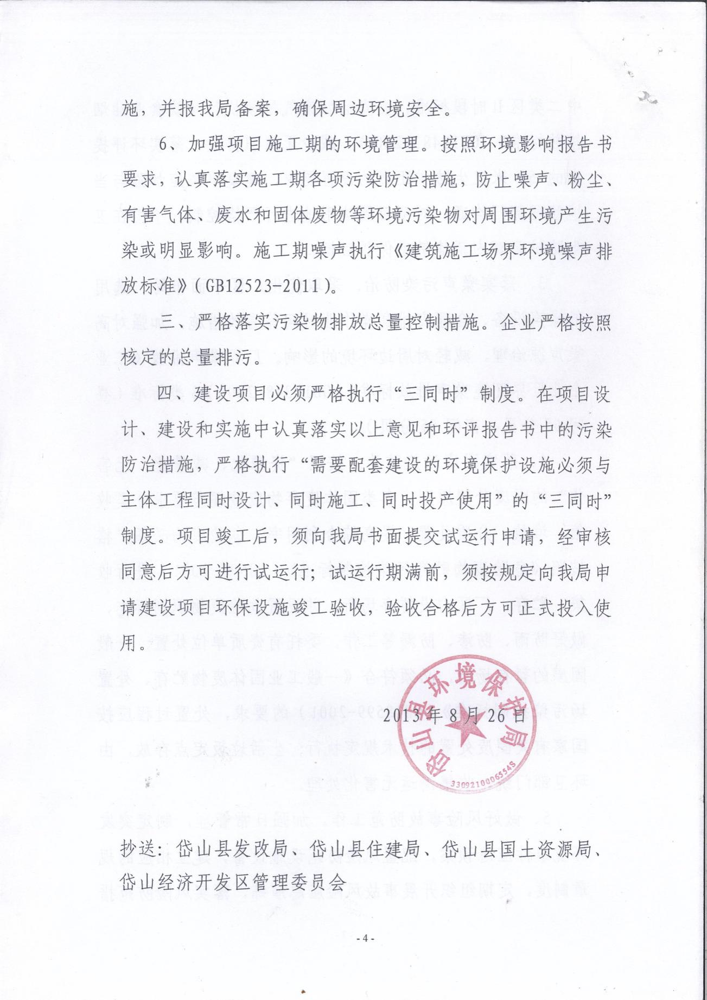 施，并报我局备案，确保周边环境安全。
6、加强项目施工期的环境管理。按照环境影响报告书
要求，认真落实施工期各项污染防治措施，防止噪声、粉尘、
有害气体、废水和固体废物等环境污染物对周围环境产生污
染或明显影响。施工期噪声执行《建筑施工场界环境噪声排
放标准》（GB12523-2011）。
三、严格落实污染物排放总量控制措施。企业严格按照
核定的总量排污。
四、建设项目必须严格执行“三同时”制度。在项目设
计、建设和实施中认真落实以上意见和环评报告书中的污染
防治措施，严格执行“需要配套建设的环境保护设施必须与
主体工程同时设计、同时施工、同时投产使用”的“三同时”
制度。项目竣工后，须向我局书面提交试运行申请，经审核
同意后方可进行试运行；试运行期满前，须按规定向我局申
请建设项目环保设施竣工验收，验收合格后方可正式投入使
用。
岱山县环境保护局
2013年8月26日
33092100065545
抄送：岱山县发改局、岱山县住建局、岱山县国土资源局、
岱山经济开发区管理委员会
- 4 -